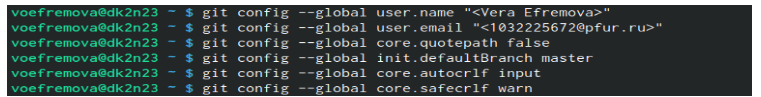 voefremova@dk2n23 ~ $ git config --global user.name "<Vera Efremova>"
voefremova@dk2n23 ~ $ git config --global user.email "<1032225672@pfur.ru>"
voefremova@dk2n23 ~ $ git config --global core.quotepath false
voefremova@dk2n23 ~ $ git config --global init.defaultBranch master
voefremova@dk2n23 ~ $ git config --global core.autocrlf input
voefremova@dk2n23 ~ $ git config --global core.safecrlf warn